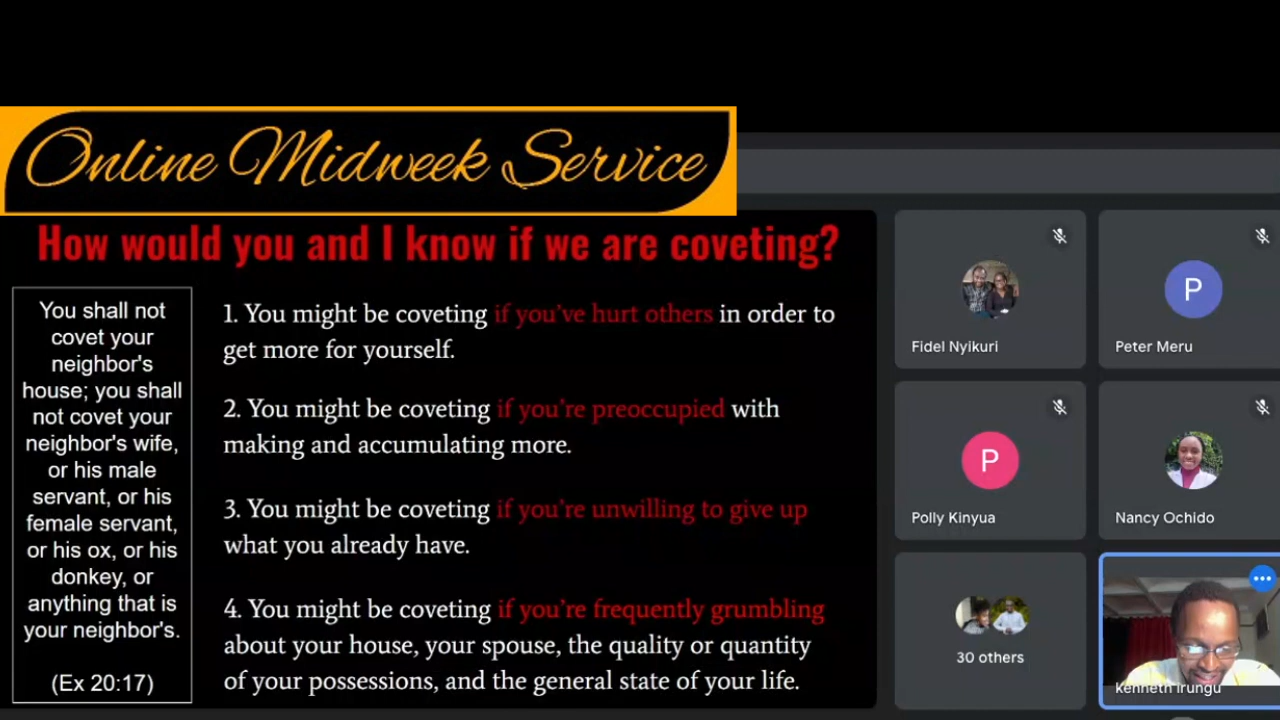 Online Midweek Service
How would you and I know if we are coveting?
You shall not
covet your
neighbor's
house; you shall
not covet your
neighbor's wife,
or his male
servant, or his
female servant,
or his ox, or his
donkey, or
anything that is
your neighbor's.
(Ex 20:17)
1. You might be coveting if you've hurt others in order to
get more for yourself.
2. You might be coveting if you're preoccupied with
making and accumulating more.
3. You might be coveting if you're unwilling to give up
what you already have.
4. You might be coveting if you're frequently grumbling
about your house, your spouse, the quality or quantity
of your possessions, and the general state of your life.
Fidel Nyikuri
P
Peter Meru
P
Polly Kinyua
Nancy Ochido
30 others
kenneth irungu